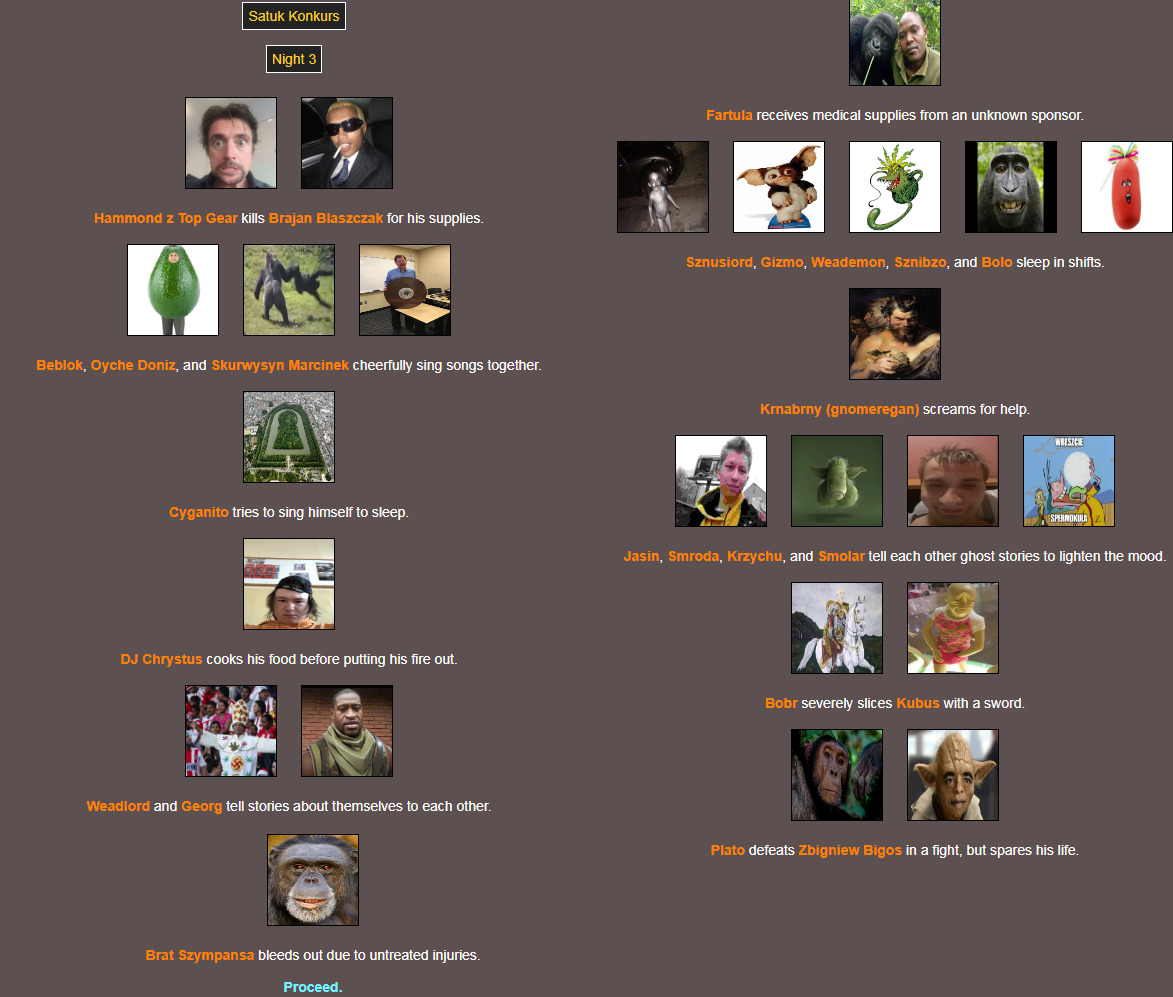 Satuk Konkurs
Night 3
Hammond z Top Gear kills Brajan Blaszczak for his supplies.
Beblok, Oyche Doniz, and Skurwysyn Marcinek cheerfully sing songs together.
Cyganito tries to sing himself to sleep.
DJ Chrystus cooks his food before putting his fire out.
Weadlord and Georg tell stories about themselves to each other.
Brat Szympansa bleeds out due to untreated injuries.
Proceed.
Fartula receives medical supplies from an unknown sponsor.
Sznusiord, Gizmo, Weademon, Sznibzo, and Bolo sleep in shifts.
Krnabrny (gnomeregan) screams for help.
WRESZCIE
SPERMOKULA
Jasin, Smroda, Krzychu, and Smolar tell each other ghost stories to lighten the mood.
Bobr severely slices Kubus with a sword.
Plato defeats Zbigniew Bigos in a fight, but spares his life.